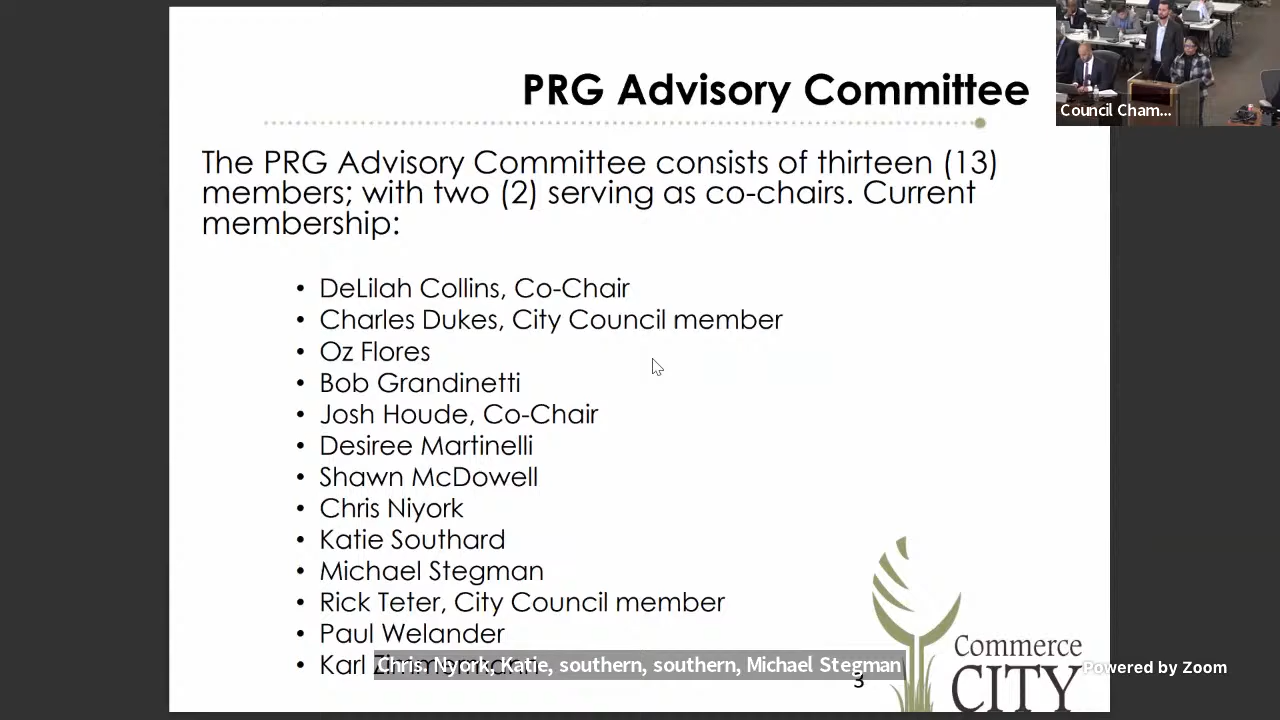 PRG Advisory Committee
Council Cham...
The PRG Advisory Committee consists of thirteen (13)
members; with two (2) serving as co-chairs. Current
membership:
• DeLilah Collins, Co-Chair
• Charles Dukes, City Council member
• Oz Flores
• Bob Grandinetti
• Josh Houde, Co-Chair
• Desiree Martinelli
• Shawn McDowell
• Chris Niyork
• Katie Southard
• Michael Stegman
• Rick Teter, City Council member
• Paul Welander
• Karl Zimmermann
Chris. Nyork, Katie, southern, southern, Michael Stegman
3
Commerce
CITY
Powered by Zoom